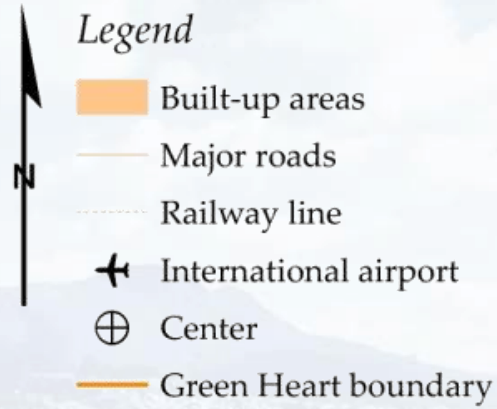 Legend
Built-up areas
Major roads
N
Railway line
International airport
Center
Green Heart boundary